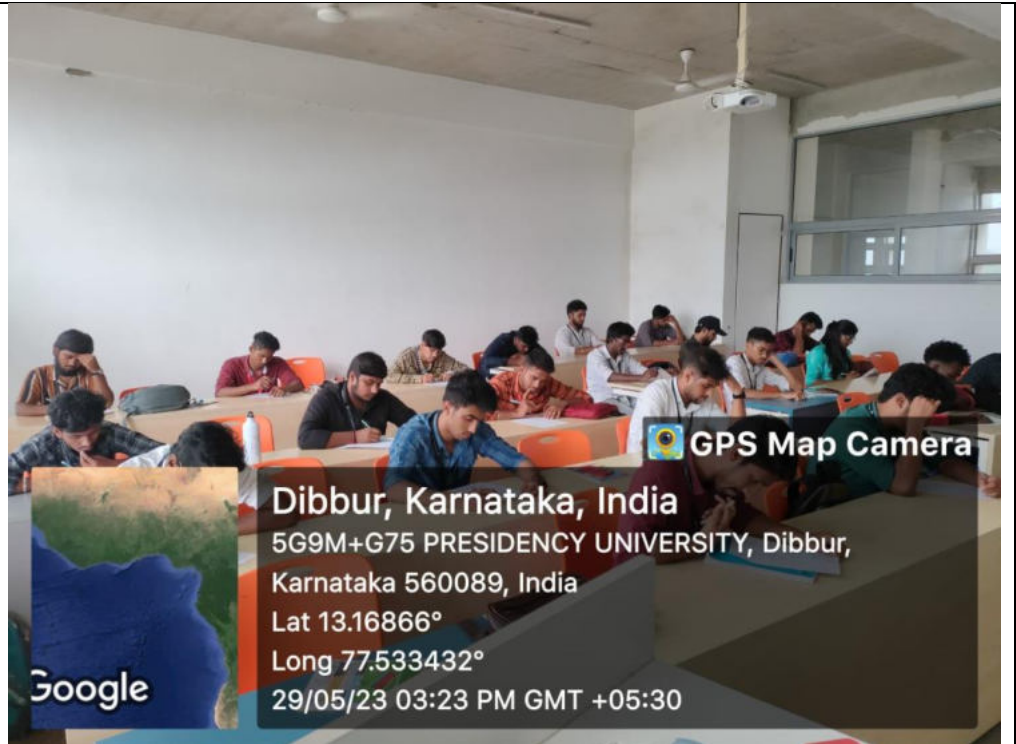 GPS Map Camera
Dibbur, Karnataka, India
5G9M+G75 PRESIDENCY UNIVERSITY, Dibbur,
Karnataka 560089, India
Lat 13.16866°
Long 77.533432°
29/05/23 03:23 PM GMT +05:30
Google